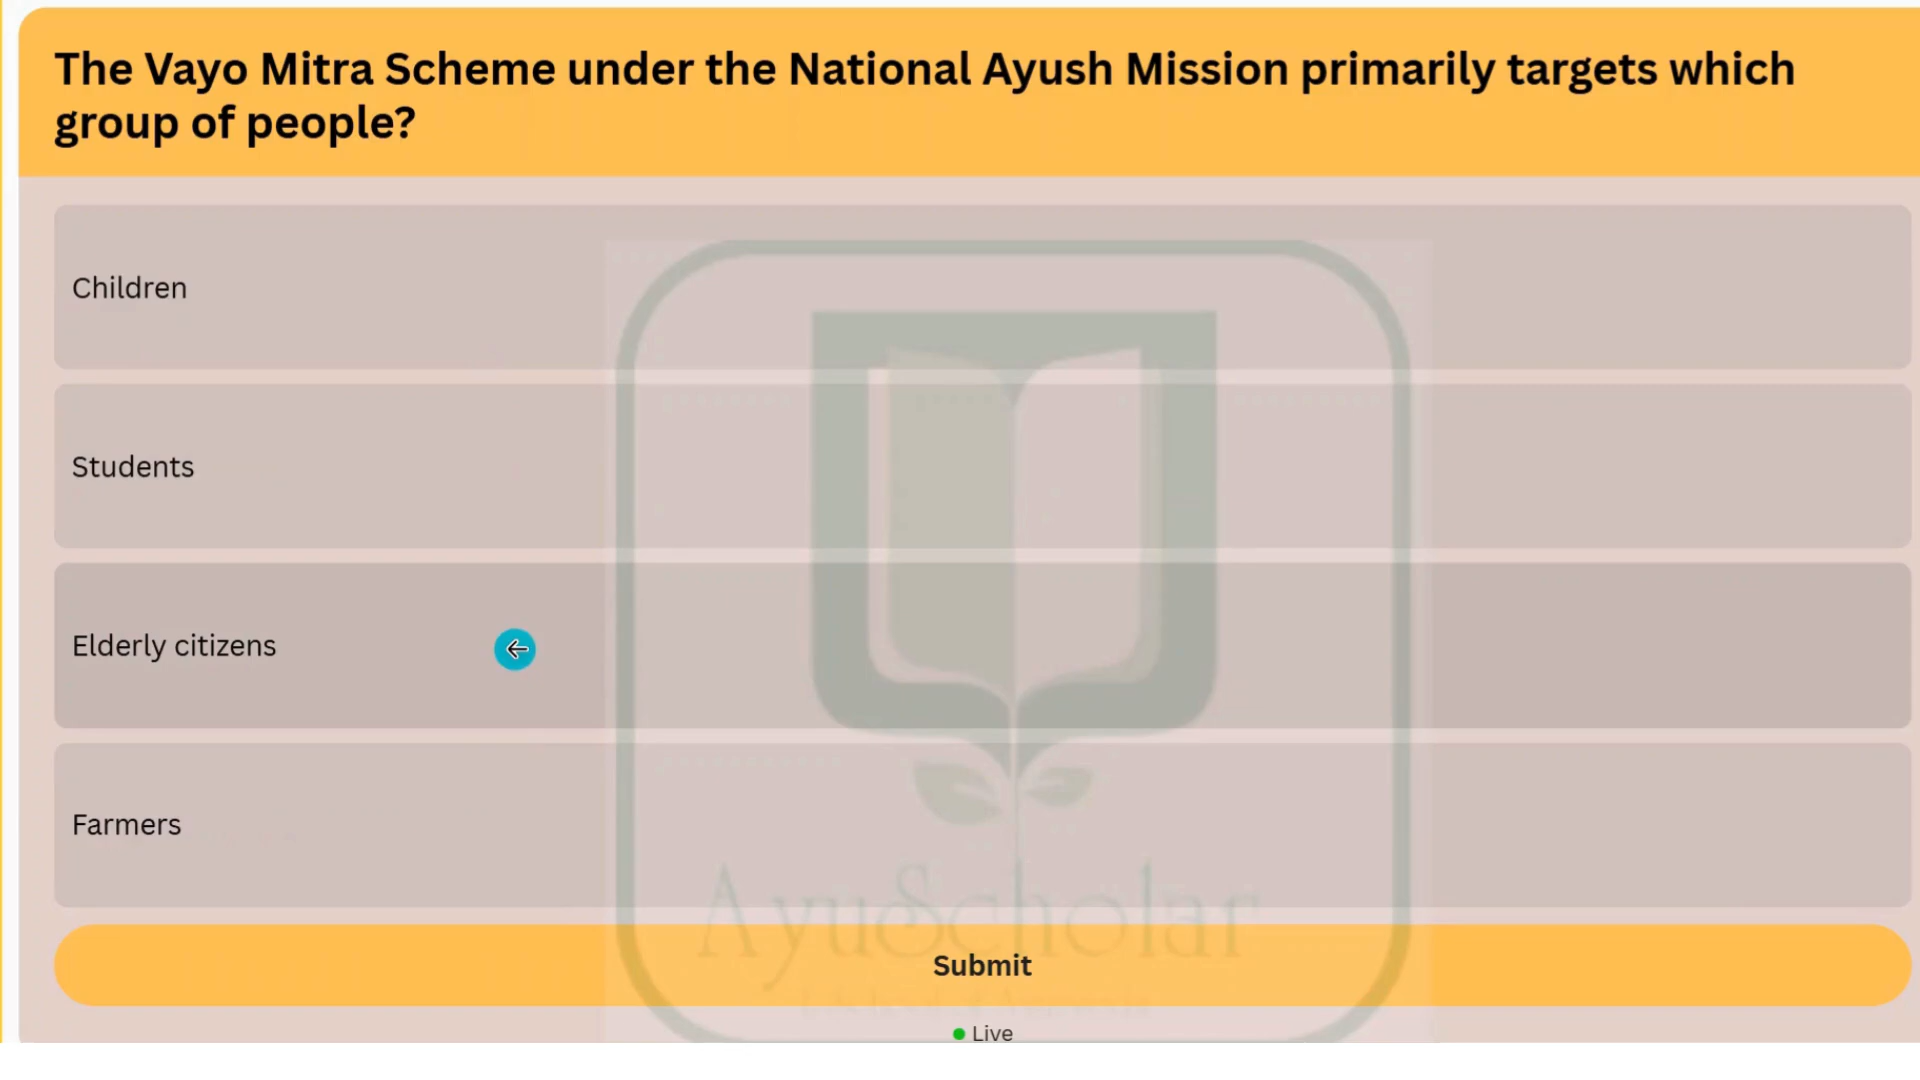 The Vayo Mitra Scheme under the National Ayush Mission primarily targets which
group of people?
Children
Students
Elderly citizens
Farmers
AyuScholar
Submit
Live